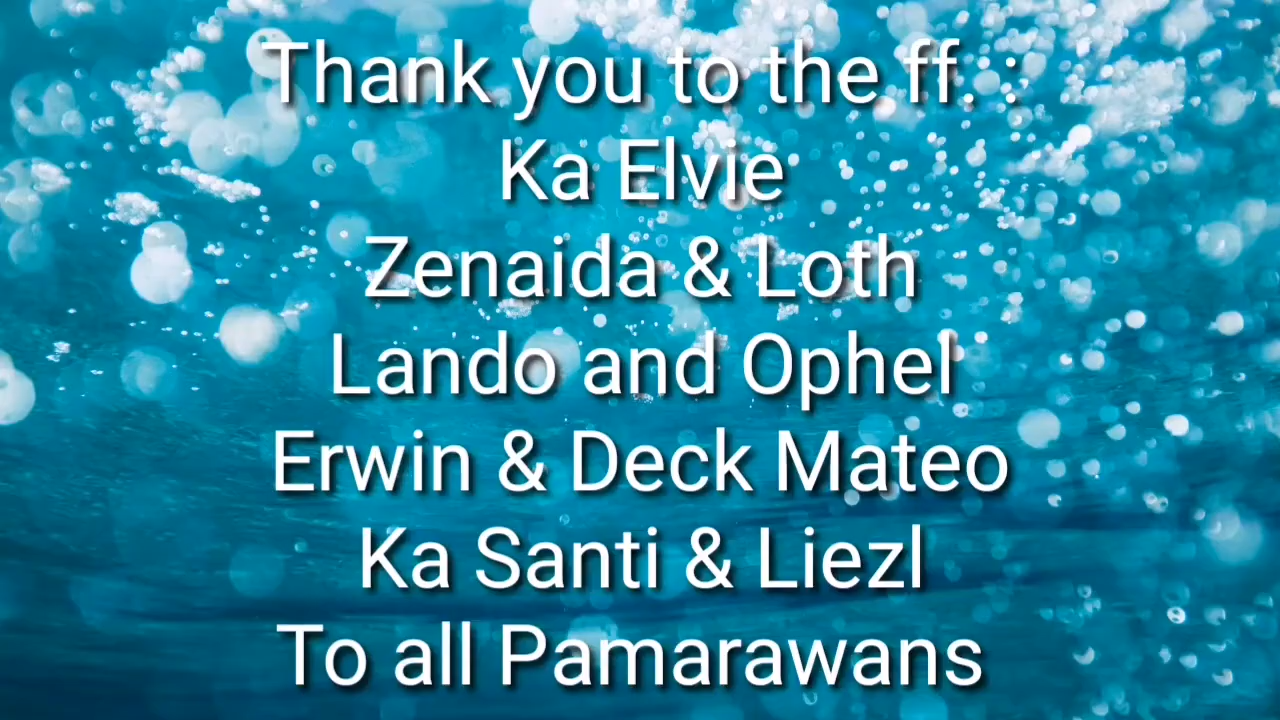 Thank you to the ff. :
Ka Elvie
Zenaida & Loth
Lando and Ophel
Erwin & Deck Mateo
Ka Santi & Liezl
To all Pamarawans